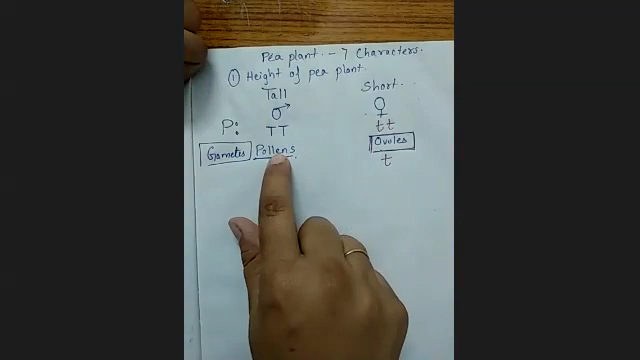 Pea plant - 7 Characters.
① Height of pea plant.
Tall Short
♂ ♀
P: TT tt
Gametes Pollens Ovules
t